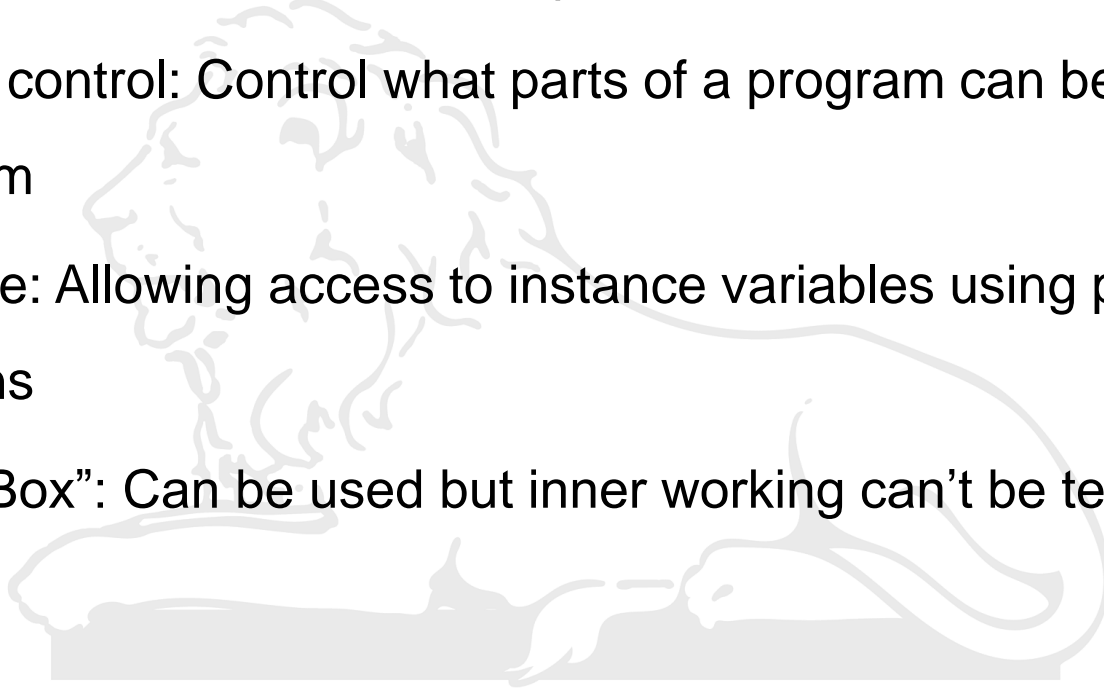 control: Control what parts of a program can be
m
e: Allowing access to instance variables using p
ns
Box”: Can be used but inner working can’t be te